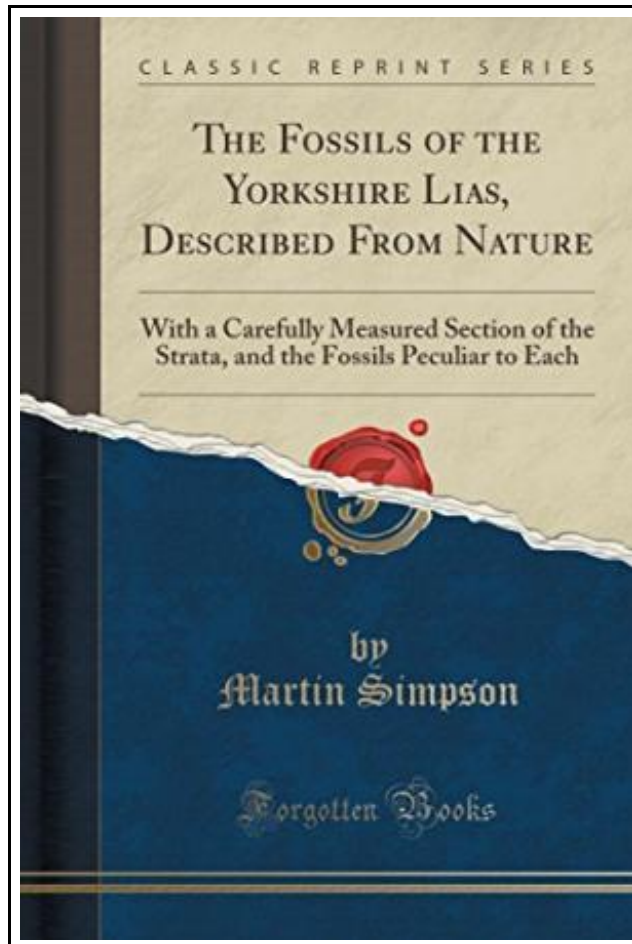 CLASSIC REPRINT SERIES
THE FOSSILS OF THE
YORKSHIRE LIAS,
DESCRIBED FROM NATURE
With a Carefully Measured Section of the
Strata, and the Fossils Peculiar to Each
by
Martin Simpson
Forgotten Books